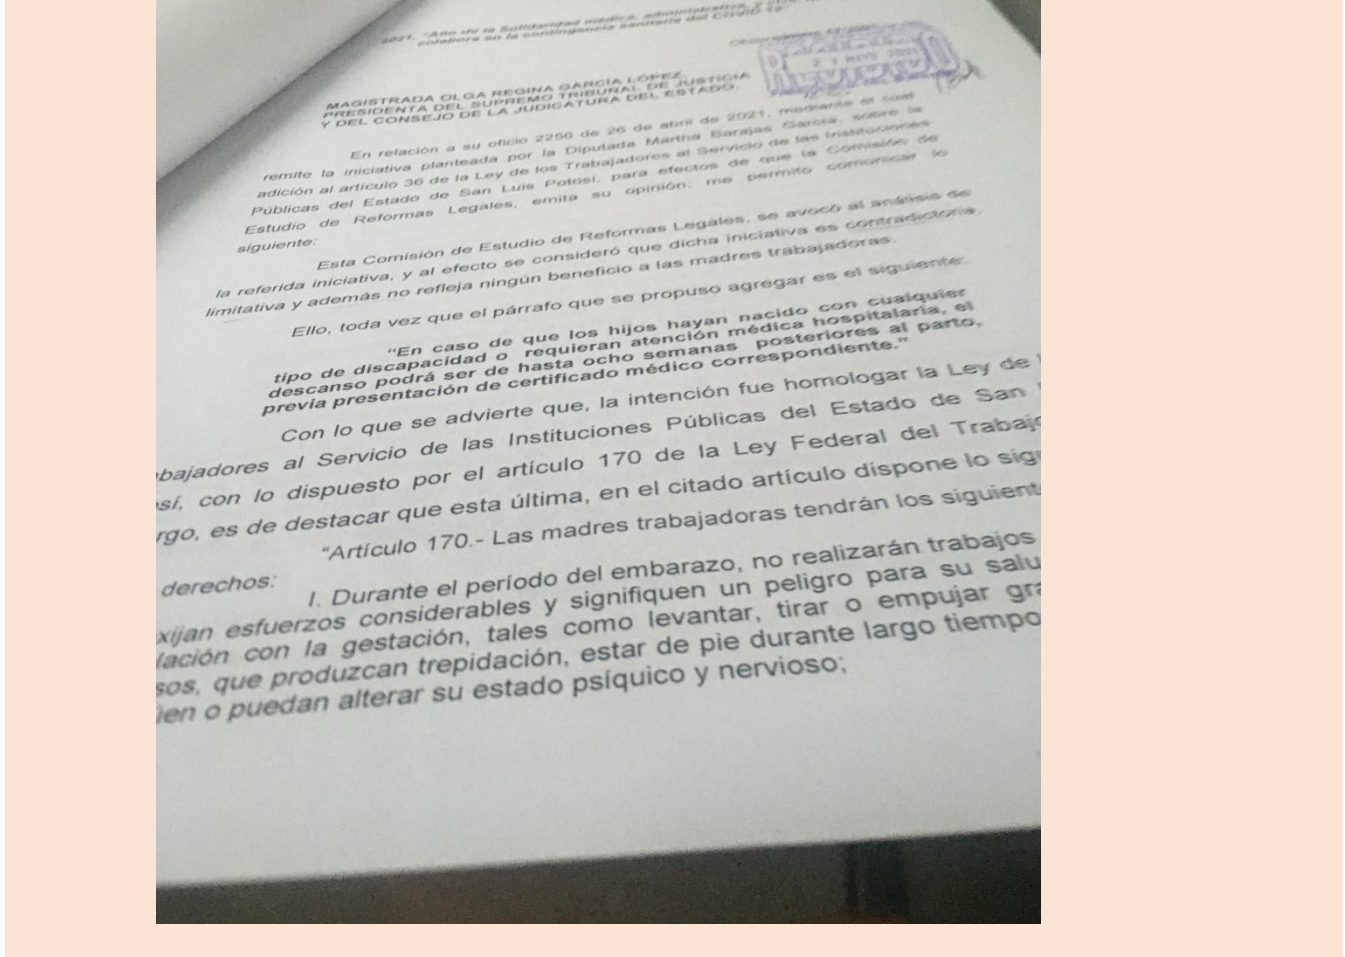 2021, "Año de la Solidaridad médica, administrativa, y civil, que
colabora en la contingencia sanitaria del COVID 19"
MAGISTRADA OLGA REGINA GARCÍA LÓPEZ,
PRESIDENTA DEL SUPREMO TRIBUNAL DE JUSTICIA
Y DEL CONSEJO DE LA JUDICATURA DEL ESTADO.
En relación a su oficio 2256 de 26 de abril de 2021, mediante el cual
remite la iniciativa planteada por la Diputada Martha Barajas García, sobre la
adición al artículo 36 de la Ley de los Trabajadores al Servicio de las Instituciones
Públicas del Estado de San Luis Potosí, para efectos de que la Comisión de
Estudio de Reformas Legales, emita su opinión, me permito comunicar lo
siguiente:
Esta Comisión de Estudio de Reformas Legales, se avocó al análisis de
la referida iniciativa, y al efecto se consideró que dicha iniciativa es contradictoria,
limitativa y además no refleja ningún beneficio a las madres trabajadoras.
Ello, toda vez que el párrafo que se propuso agregar es el siguiente:
"En caso de que los hijos hayan nacido con cualquier
tipo de discapacidad o requieran atención médica hospitalaria, el
descanso podrá ser de hasta ocho semanas posteriores al parto,
previa presentación de certificado médico correspondiente."
Con lo que se advierte que, la intención fue homologar la Ley de
bajadores al Servicio de las Instituciones Públicas del Estado de San
sí, con lo dispuesto por el artículo 170 de la Ley Federal del Trabajo
rgo, es de destacar que esta última, en el citado artículo dispone lo sigu
"Artículo 170.- Las madres trabajadoras tendrán los siguient
derechos:
I. Durante el período del embarazo, no realizarán trabajos
xijan esfuerzos considerables y signifiquen un peligro para su salu
lación con la gestación, tales como levantar, tirar o empujar gra
sos, que produzcan trepidación, estar de pie durante largo tiempo
úen o puedan alterar su estado psíquico y nervioso;